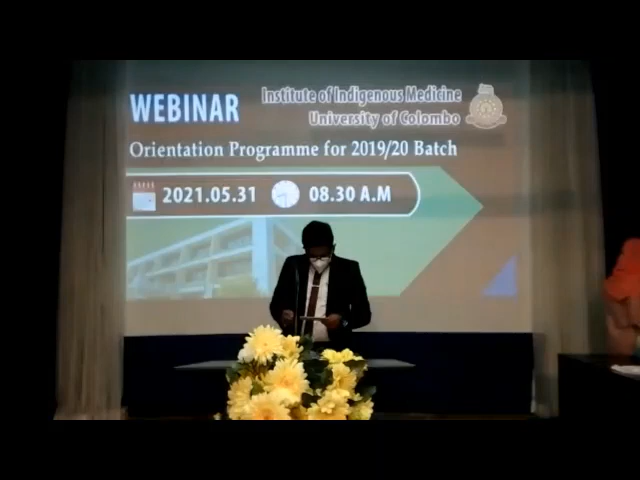 WEBINAR
Institute of Indigenous Medicine
University of Colombo
Orientation Programme for 2019/20 Batch
2021.05.31 08.30 A.M